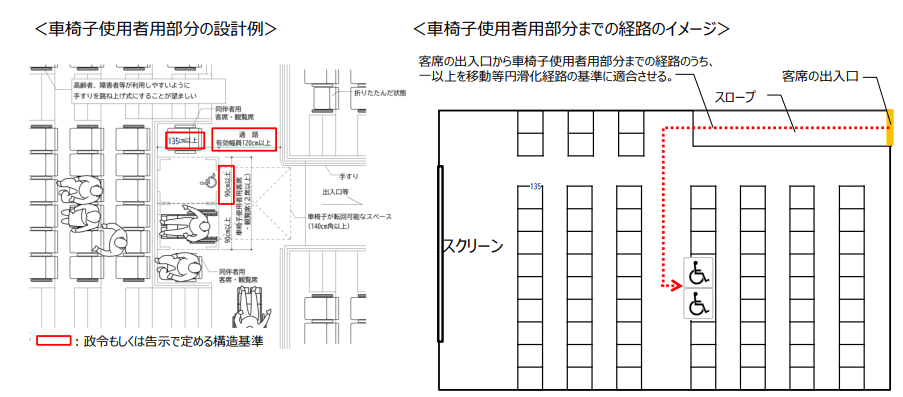 ＜車椅子使用者用部分の設計例＞
高齢者、障害者等が利用しやすいように
手すりを跳ね上げ式にすることが望ましい
折りたたんだ状態
同伴者用
客席・観覧席
135㎝以上
通　路
有効幅員120㎝以上
手すり
出入口等
90㎝以上
90㎝以上
車椅子使用者用客席
・観覧席（２席以上）
車椅子が転回可能なスペース
（140㎝角以上）
同伴者用
客席・観覧席
：政令もしくは告示で定める構造基準
＜車椅子使用者用部分までの経路のイメージ＞
客席の出入口から車椅子使用者用部分までの経路のうち、
一以上を移動等円滑化経路の基準に適合させる。
客席の出入口
スロープ
135
スクリーン